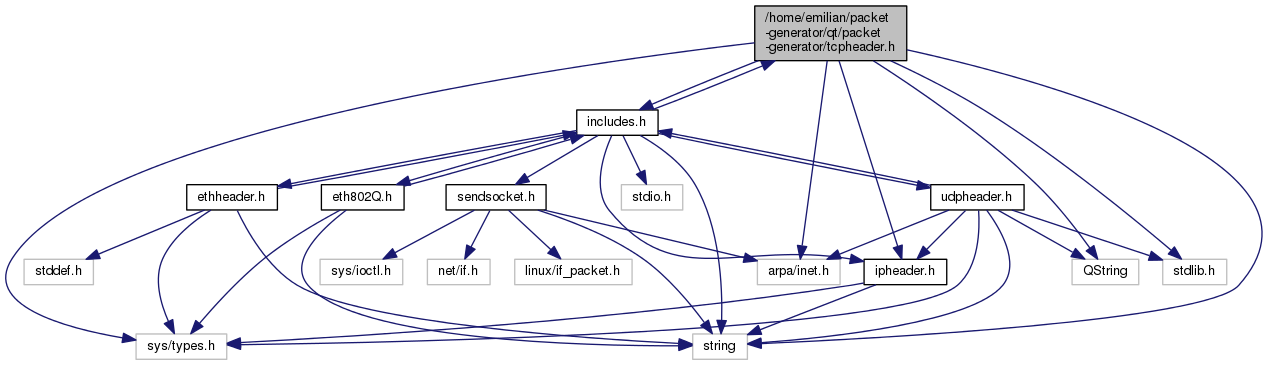 /home/emilian/packet
-generator/qt/packet
-generator/tcpheader.h
includes.h
ethheader.h
eth802Q.h
sendsocket.h
stdio.h
udpheader.h
stddef.h
sys/ioctl.h
net/if.h
linux/if_packet.h
arpa/inet.h
ipheader.h
QString
stdlib.h
sys/types.h
string